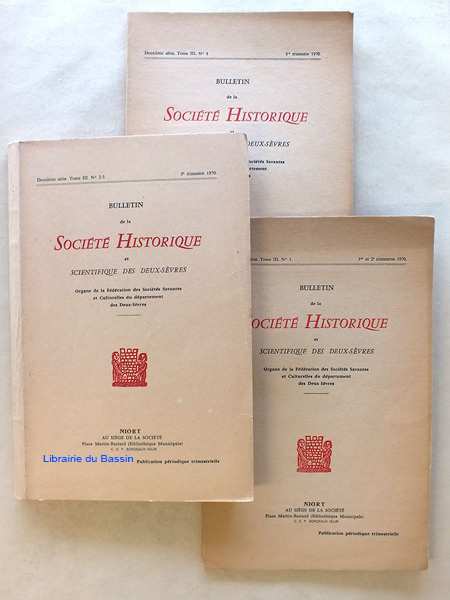 Deuxième série. Tome III. N° 4 4e trimestre 1970.
BULLETIN
de la
SOCIÉTÉ HISTORIQUE
DEUX-SÈVRES
Sociétés Savantes
Deuxième série. Tome III. N° 2-3. 3e trimestre 1970.
BULLETIN
de la
SOCIÉTÉ HISTORIQUE
et
SCIENTIFIQUE DES DEUX-SÈVRES
Organe de la Fédération des Sociétés Savantes
et Culturelles du département
des Deux-Sèvres
NIORT
AU SIÈGE DE LA SOCIÉTÉ
Place Martin-Bastard (Bibliothèque Municipale)
Librairie du Bassin
Publication périodique trimestrielle
série. Tome III. N° 1. 1er et 2e trimestres 1970.
BULLETIN
de la
SOCIÉTÉ HISTORIQUE
et
SCIENTIFIQUE DES DEUX-SÈVRES
Organe de la Fédération des Sociétés Savantes
et Culturelles du département
des Deux Sèvres
NIORT
AU SIÈGE DE LA SOCIÉTÉ
Place Martin-Bastard (Bibliothèque Municipale)
Publication périodique trimestrielle